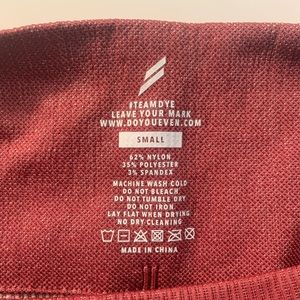 #TEAMDYE
LEAVE YOUR MARK
WWW.DOYOUEVEN.COM
SMALL
62% NYLON
35% POLYESTER
3% SPANDEX
MACHINE WASH COLD
DO NOT BLEACH.
DO NOT TUMBLE DRY
DO NOT IRON.
LAY FLAT WHEN DRYING
NO DRY CLEANING
MADE IN CHINA